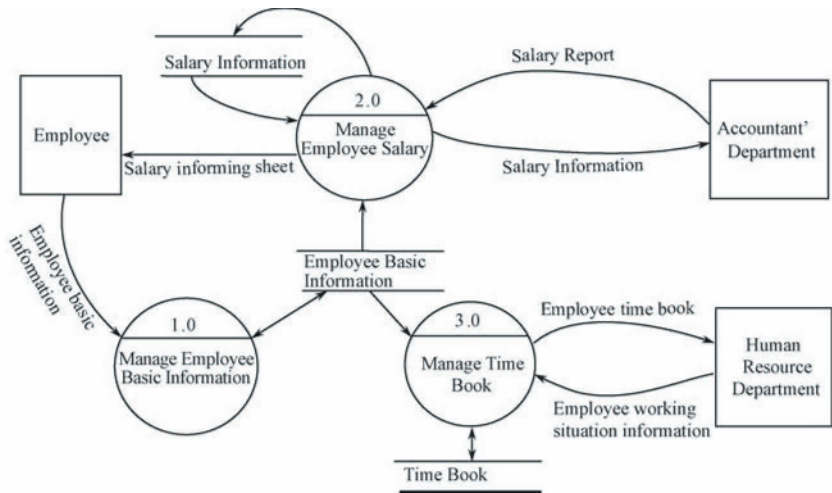 Salary Information
Salary Report
2.0
Manage
Employee Salary
Employee
Accountant’
Department
Salary informing sheet
Salary Information
Employee basic
information
Employee Basic
Information
1.0
Manage Employee
Basic Information
3.0
Manage Time
Book
Employee time book
Human
Resource
Department
Employee working
situation information
Time Book